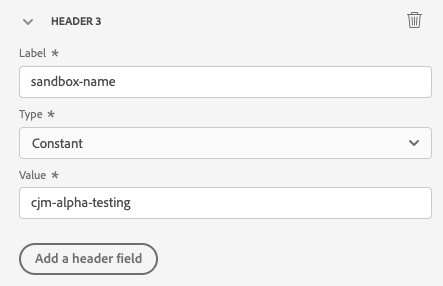 HEADER 3
Label *
sandbox-name
Type *
Constant
Value *
cjm-alpha-testing
Add a header field